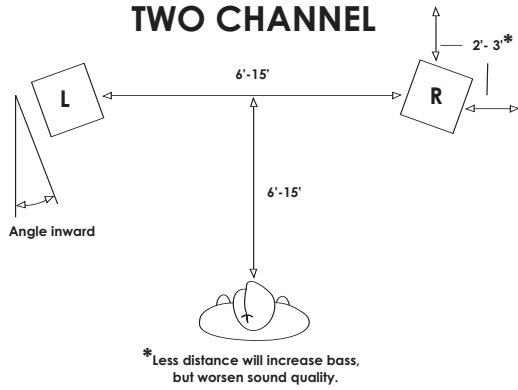 TWO CHANNEL
2'- 3'*
6'-15'
L
R
6'-15'
Angle inward
*Less distance will increase bass,
but worsen sound quality.